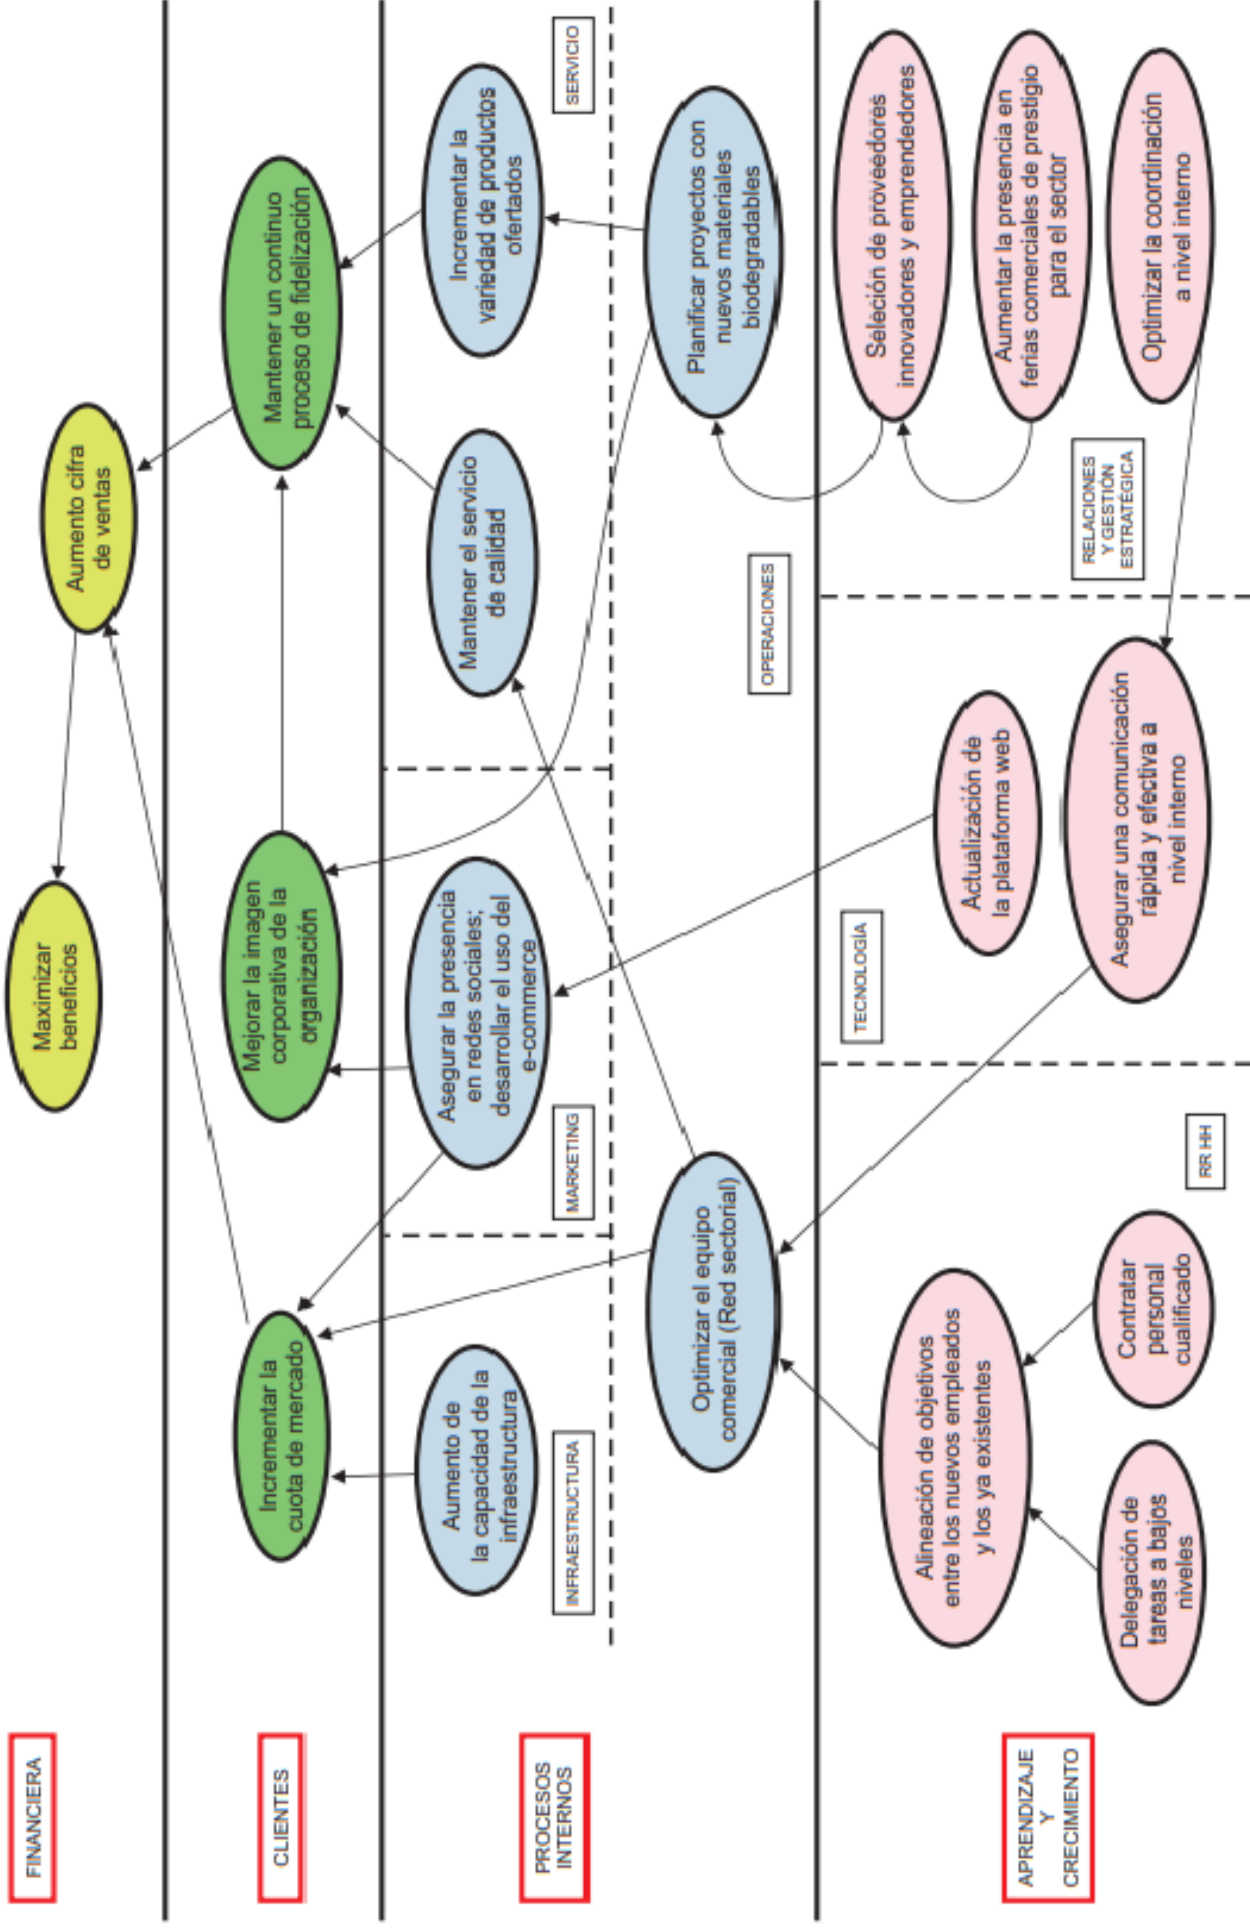 FINANCIERA
Maximizar
beneficios
Aumento cifra
de ventas
CLIENTES
Incrementar la
cuota de mercado
Mejorar la imagen
corporativa de la
organización
Mantener un continuo
proceso de fidelización
PROCESOS
INTERNOS
Aumento de
la capacidad de la
infraestructura
INFRAESTRUCTURA
Asegurar la presencia
en redes sociales;
desarrollar el uso del
e-commerce
MARKETING
Mantener el servicio
de calidad
Incrementar la
variedad de productos
ofertados
SERVICIO
Optimizar el equipo
comercial (Red sectorial)
OPERACIONES
Planificar proyectos con
nuevos materiales
biodegradables
APRENDIZAJE
Y
CRECIMIENTO
Alineación de objetivos
entre los nuevos empleados
y los ya existentes
Delegación de
tareas a bajos
niveles
Contratar
personal
cualificado
RR HH
TECNOLOGÍA
Actualización de
la plataforma web
Asegurar una comunicación
rápida y efectiva a
nivel interno
RELACIONES
Y GESTIÓN
ESTRATÉGICA
Seleción de proveedores
innovadores y emprendedores
Aumentar la presencia en
ferias comerciales de prestigio
para el sector
Optimizar la coordinación
a nivel interno